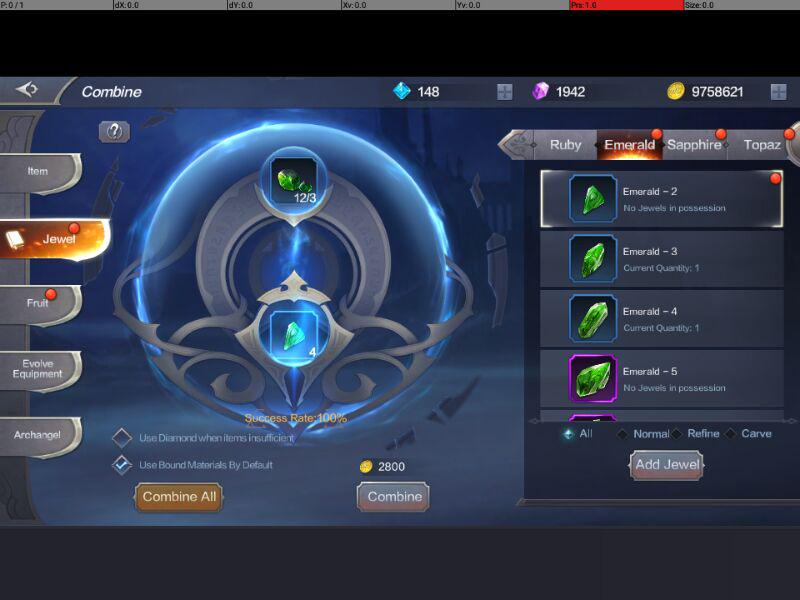 P: 0 / 1 dX: 0.0 dY: 0.0 Xv: 0.0 Yv: 0.0 Prs: 1.0 Size: 0.0
Combine 148 1942 9758621
?
Ruby Emerald Sapphire Topaz
Item
Jewel
Fruit
Evolve
Equipment
Archangel
12/3
4
Success Rate:100%
Use Diamond when items insufficient
Use Bound Materials By Default
2800
Combine All Combine
Emerald - 2
No Jewels in possession
Emerald - 3
Current Quantity: 1
Emerald - 4
Current Quantity: 1
Emerald - 5
No Jewels in possession
All Normal Refine Carve
Add Jewel